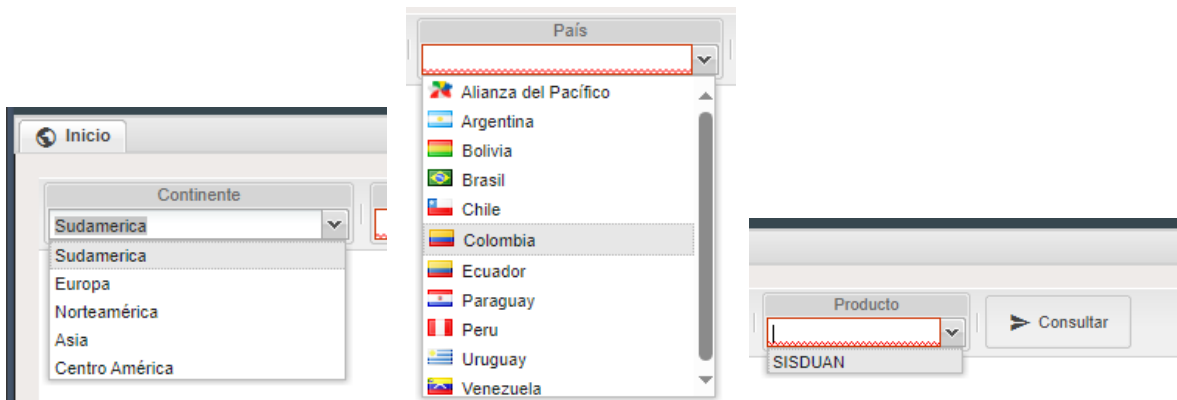 Inicio
Continente
Sudamerica
Sudamerica
Europa
Norteamérica
Asia
Centro América
País
Alianza del Pacífico
Argentina
Bolivia
Brasil
Chile
Colombia
Ecuador
Paraguay
Peru
Uruguay
Venezuela
Producto
SISDUAN
Consultar